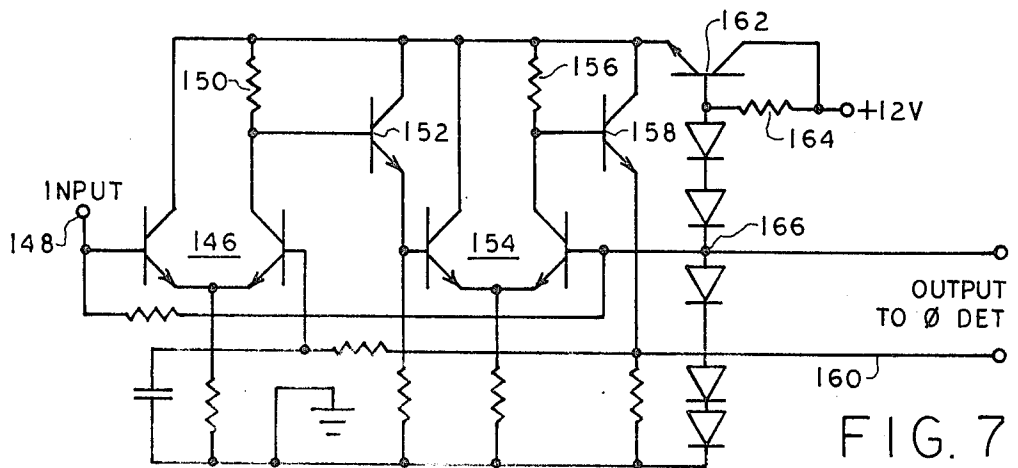 162
150
156
152
158
164
+12V
INPUT
148
146
154
166
OUTPUT
TO Ø DET
160
FIG. 7